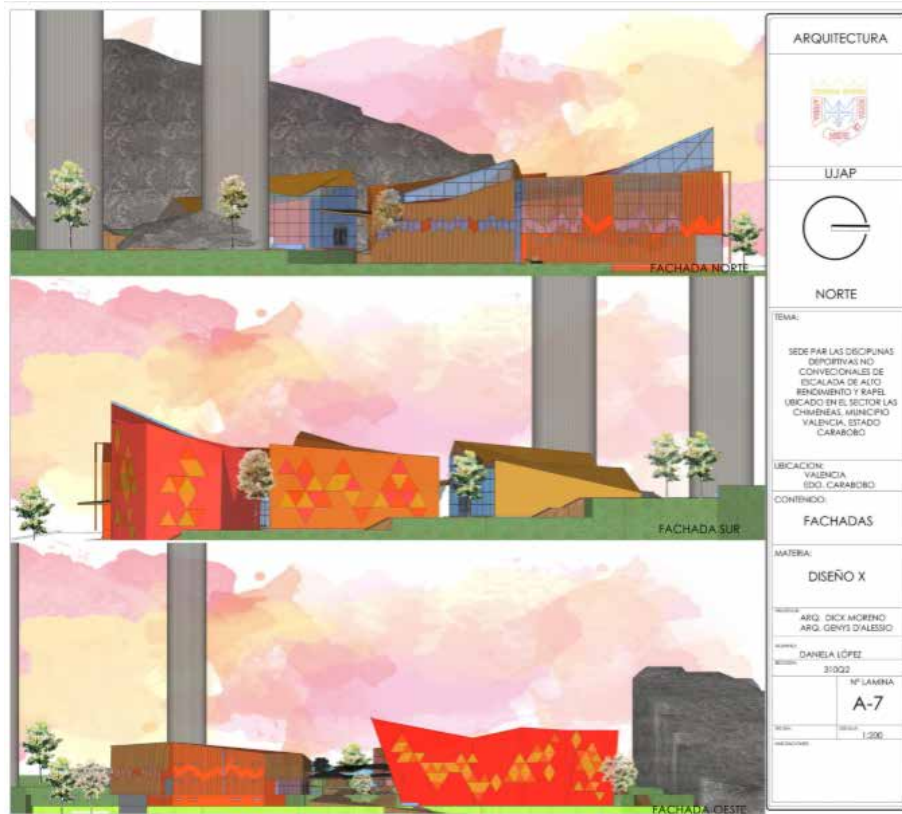 FACHADA NORTE
FACHADA SUR
FACHADA OESTE
ARQUITECTURA
UJAP
NORTE
TEMA:
SEDE PAR LAS DISCIPLINAS
DEPORTIVAS NO
CONVECIONALES DE
ESCALADA DE ALTO
RENDIMIENTO Y RAPEL
UBICADO EN EL SECTOR LAS
CHIMENEAS, MUNICIPIO
VALENCIA, ESTADO
CARABOBO
UBICACION:
VALENCIA
EDO. CARABOBO
CONTENIDO:
FACHADAS
MATERIA:
DISEÑO X
ARQ. DICK MORENO
ARQ. GENYS D'ALESSIO
DANIELA LÓPEZ
310Q2
Nº LAMINA
A-7
1:200